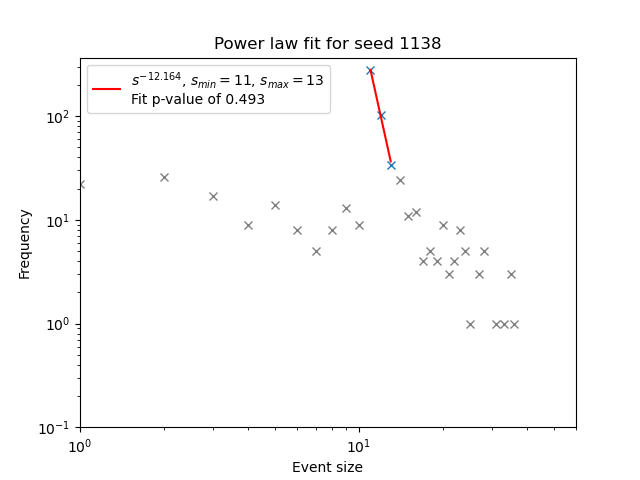 Power law fit for seed 1138
$s^{-12.164}$, $s_{min} = 11$, $s_{max} = 13$
Fit p-value of 0.493
Frequency
$10^{2}$
$10^{1}$
$10^{0}$
$10^{-1}$
$10^{0}$
$10^{1}$
Event size